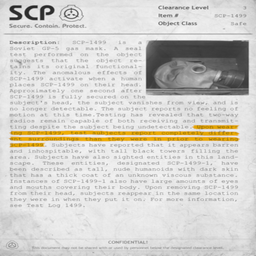 SCP
Secure. Contain. Protect.
Clearance Level 3
Item # SCP-1499
Object Class Safe
Description: SCP-1499 is a
Soviet GP-5 gas mask. A seal
test performed on the object
suggests that the object re-
tains its original functional-
ity. The anomalous effects of
SCP-1499 activate when a human
places SCP-1499 on their head.
Approximately one second after
SCP-1499 is fully secured on the
subject's head, the subject vanishes from view, and is
no longer detectable. The subject reports no feeling of
motion at this time. Testing has revealed that two-way
radios remain capable of both receiving and transmit-
ting despite the subject being undetectable. Upon
SCP-1499,
SCP-1499. Subjects have reported that it appears barren
and inhospitable, with tall black towers filling the
area. Subjects have also sighted entities in this land-
scape. These entities, designated SCP-1499-1, have
been described as tall, nude humanoids with dark skin
that has a thick coat of an unknown viscous substance.
Instances of SCP-1499-1 also have large amounts of eyes
and mouths covering their body. Upon removing SCP-1499
from their head, subjects reappear in the same location
they were in when they put it on. For more information,
see Test Log 1499.
CONFIDENTIAL!